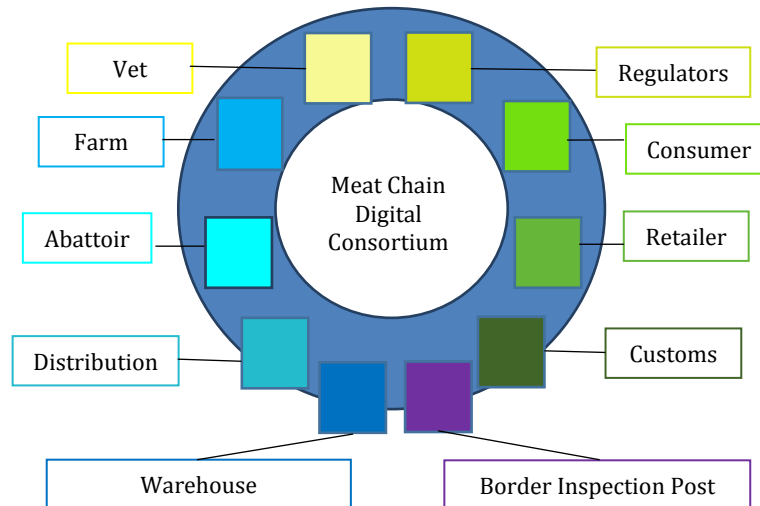 Vet
Regulators
Farm
Consumer
Meat Chain
Digital
Consortium
Abattoir
Retailer
Distribution
Customs
Warehouse
Border Inspection Post